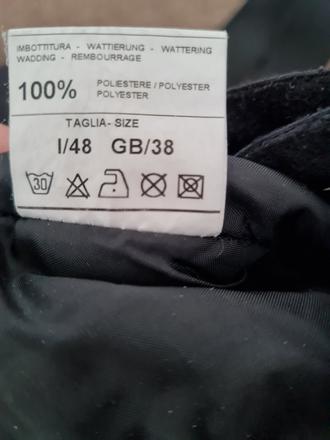 IMBOTTITURA - WATTIERUNG - WATTERING
WADDING - REMBOURRAGE
100% POLIESTERE / POLYESTER
POLYESTER
TAGLIA- SIZE
I/48 GB/38
30